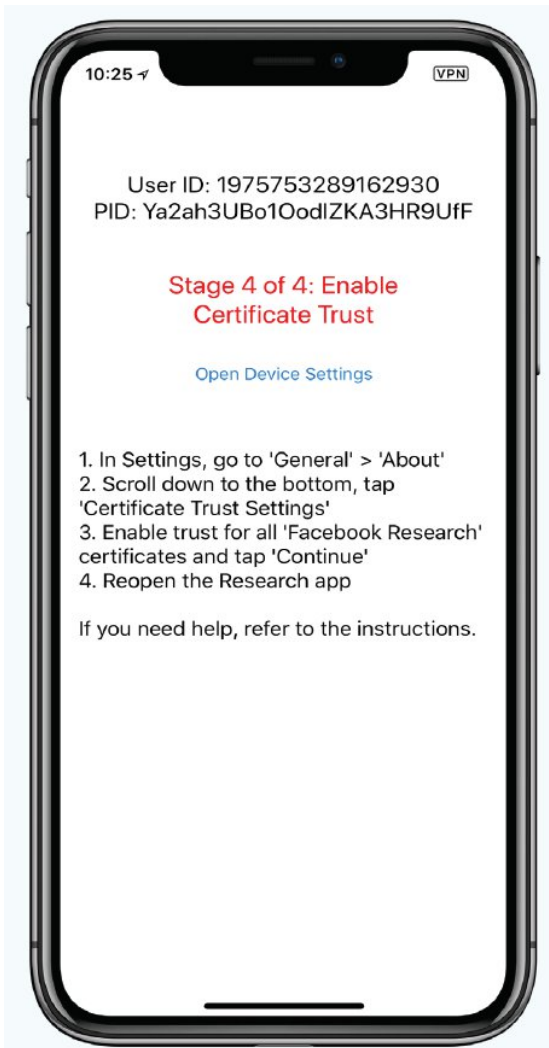 10:25
VPN
User ID: 1975753289162930
PID: Ya2ah3UBo1OodIZKA3HR9UfF
Stage 4 of 4: Enable
Certificate Trust
Open Device Settings
1. In Settings, go to 'General' > 'About'
2. Scroll down to the bottom, tap
'Certificate Trust Settings'
3. Enable trust for all 'Facebook Research'
certificates and tap 'Continue'
4. Reopen the Research app
If you need help, refer to the instructions.